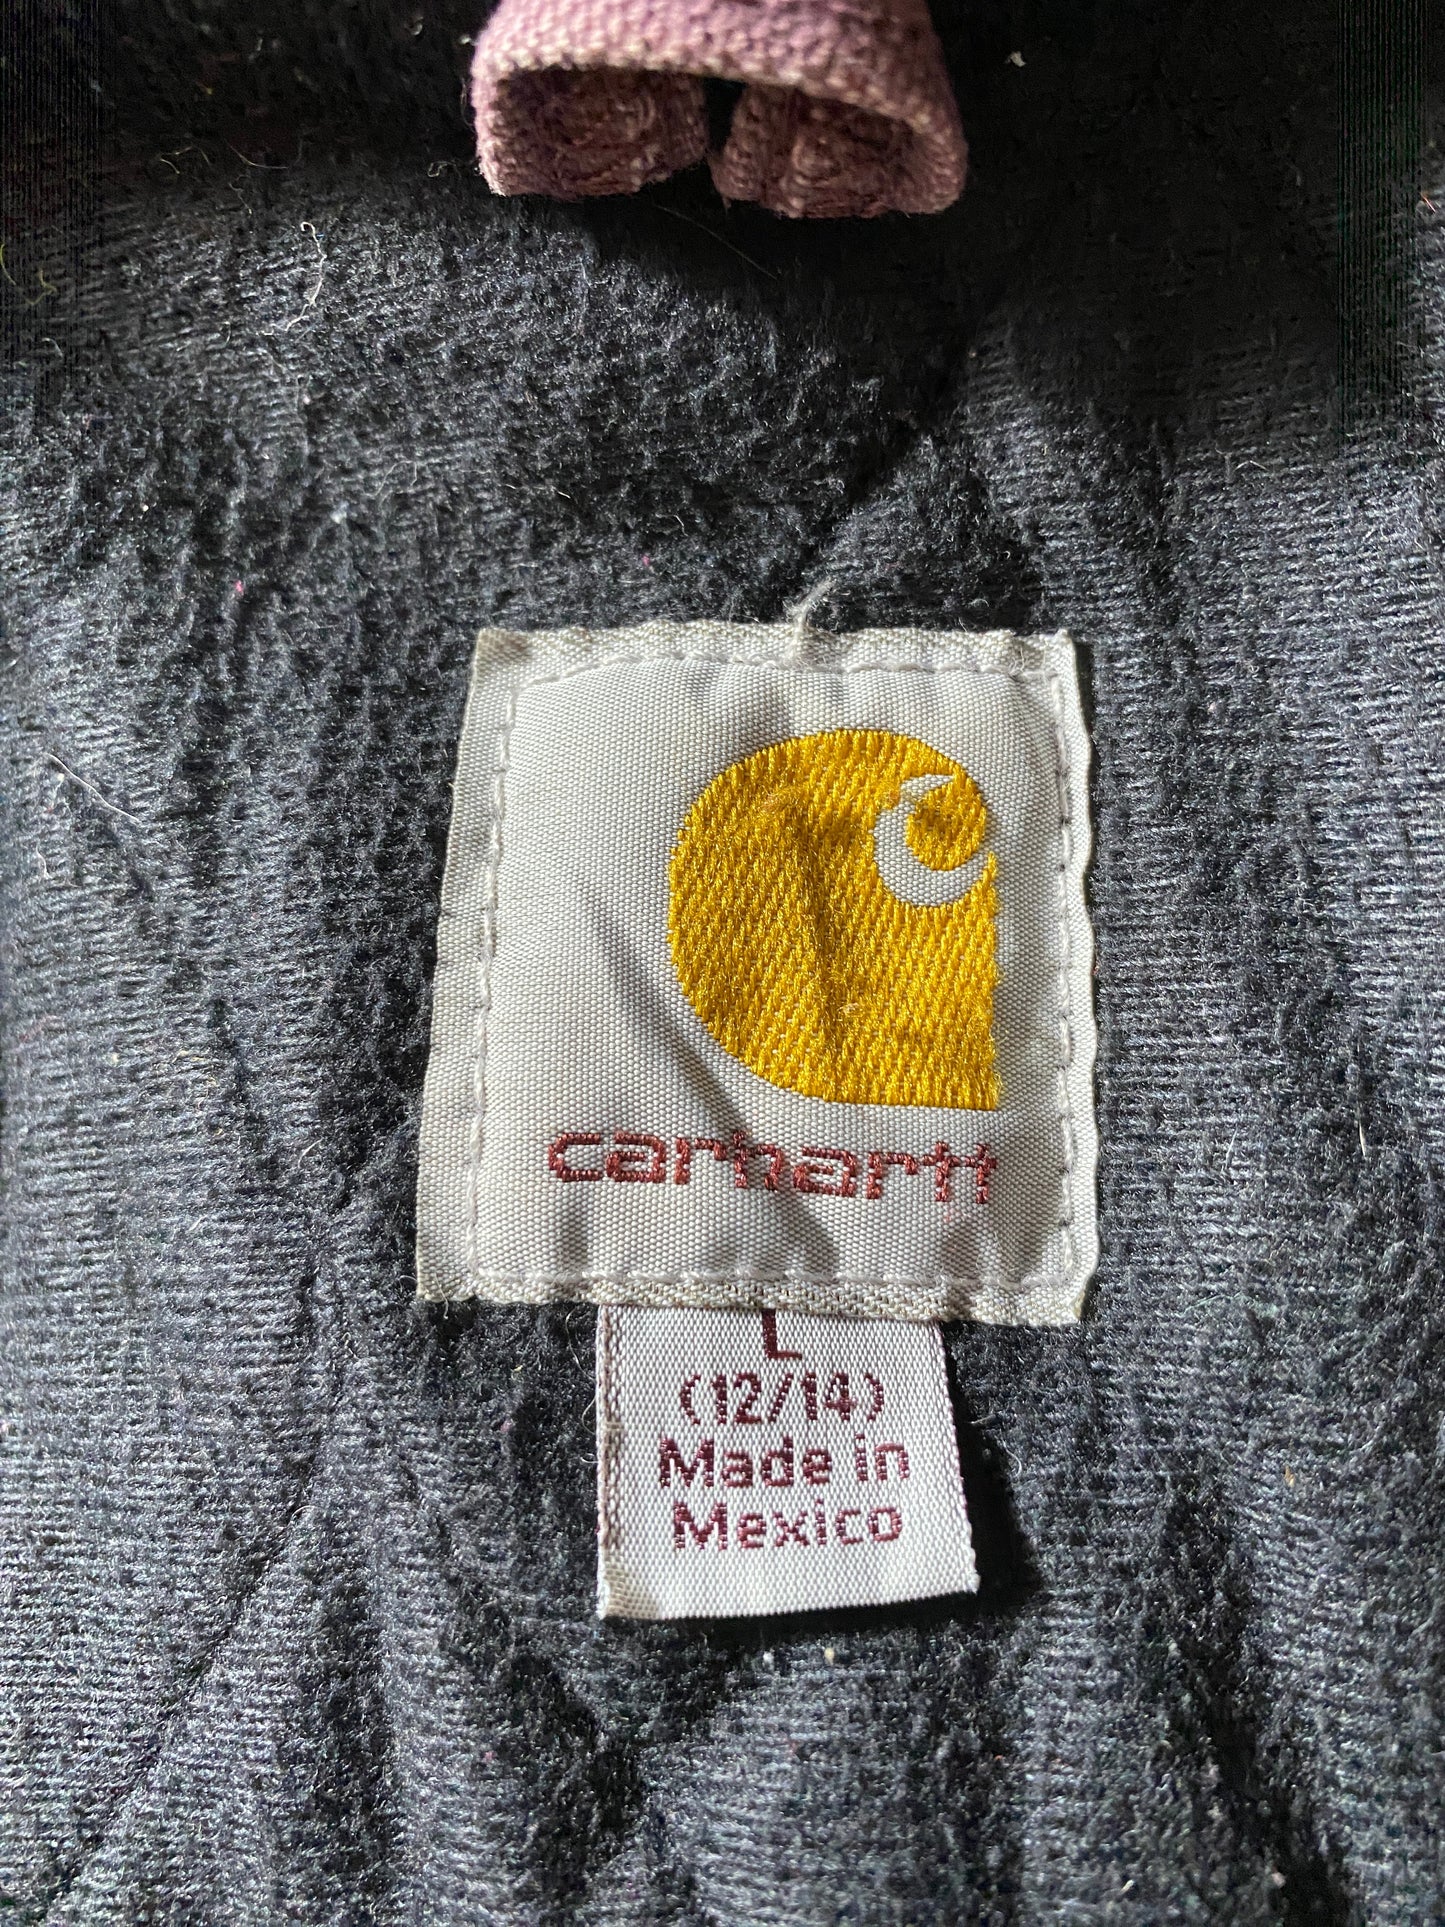 carhartt
L
(12/14)
Made in
Mexico